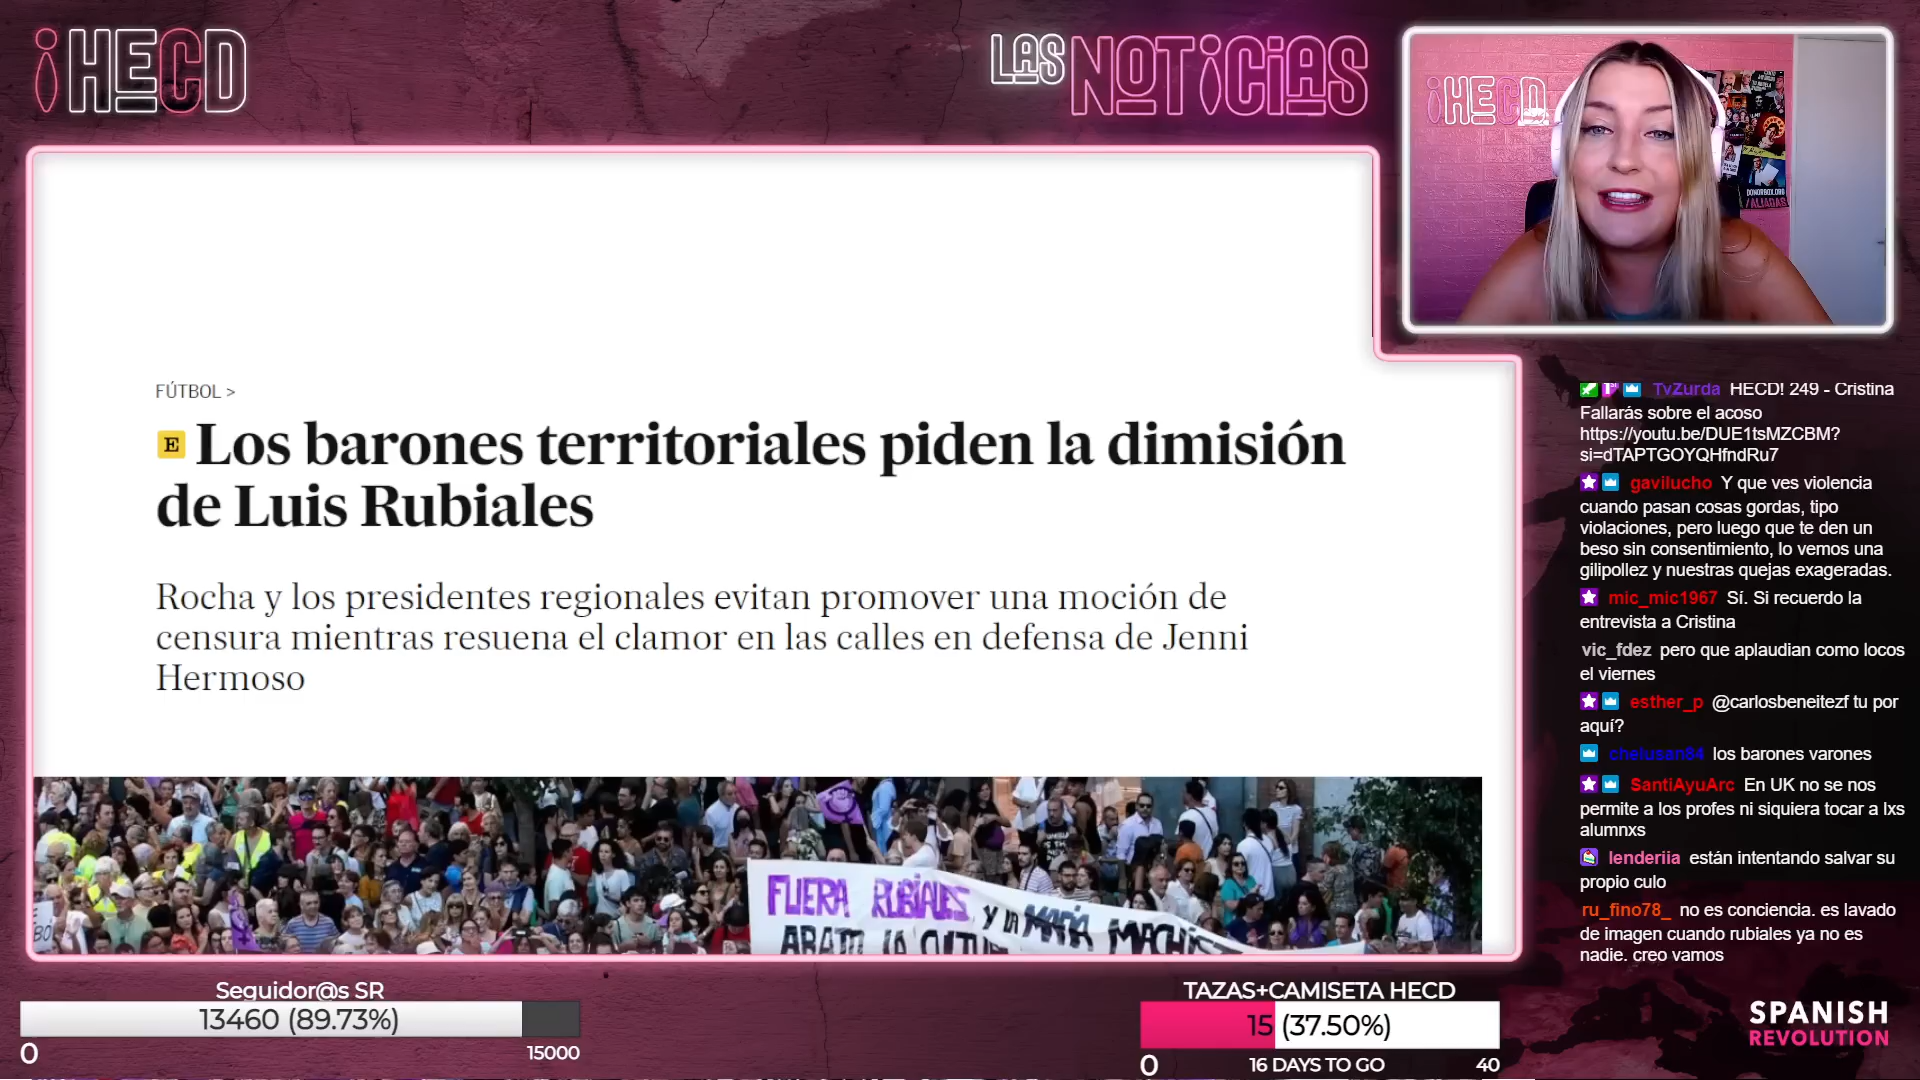 ¡HECD
LAS NOTICIAS
¡HECD
DONORBOX.ORG
/ALIADAS
FÚTBOL >
E Los barones territoriales piden la dimisión
de Luis Rubiales
Rocha y los presidentes regionales evitan promover una moción de
censura mientras resuena el clamor en las calles en defensa de Jenni
Hermoso
FUERA RUBIALES Y LA MAFIA
ABAJO LA
TvZurda HECD! 249 - Cristina
Fallarás sobre el acoso
https://youtu.be/DUE1tsMZCBM?
si=dTAPTGOYQHfndRu7
gavilucho Y que ves violencia
cuando pasan cosas gordas, tipo
violaciones, pero luego que te den un
beso sin consentimiento, lo vemos una
gilipollez y nuestras quejas exageradas.
mic_mic1967 Sí. Si recuerdo la
entrevista a Cristina
vic_fdez pero que aplaudian como locos
el viernes
esther_p @carlosbeneitezf tu por
aquí?
chelusan84 los barones varones
SantiAyuArc En UK no se nos
permite a los profes ni siquiera tocar a lxs
alumnxs
lenderiia están intentando salvar su
propio culo
ru_fino78_ no es conciencia. es lavado
de imagen cuando rubiales ya no es
nadie. creo vamos
Seguidor@s SR
13460 (89.73%)
0 15000
TAZAS+CAMISETA HECD
15 (37.50%)
0 16 DAYS TO GO 40
SPANISH
REVOLUTION